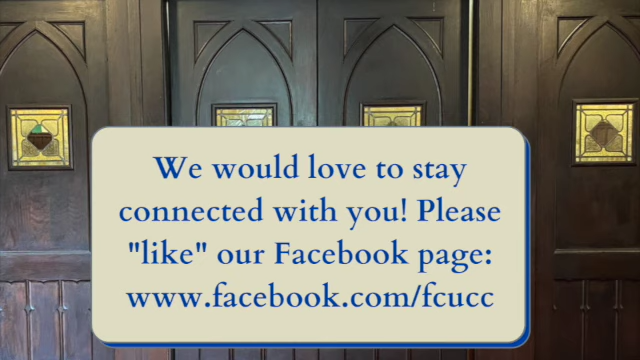 We would love to stay
connected with you! Please
"like" our Facebook page:
www.facebook.com/fcucc